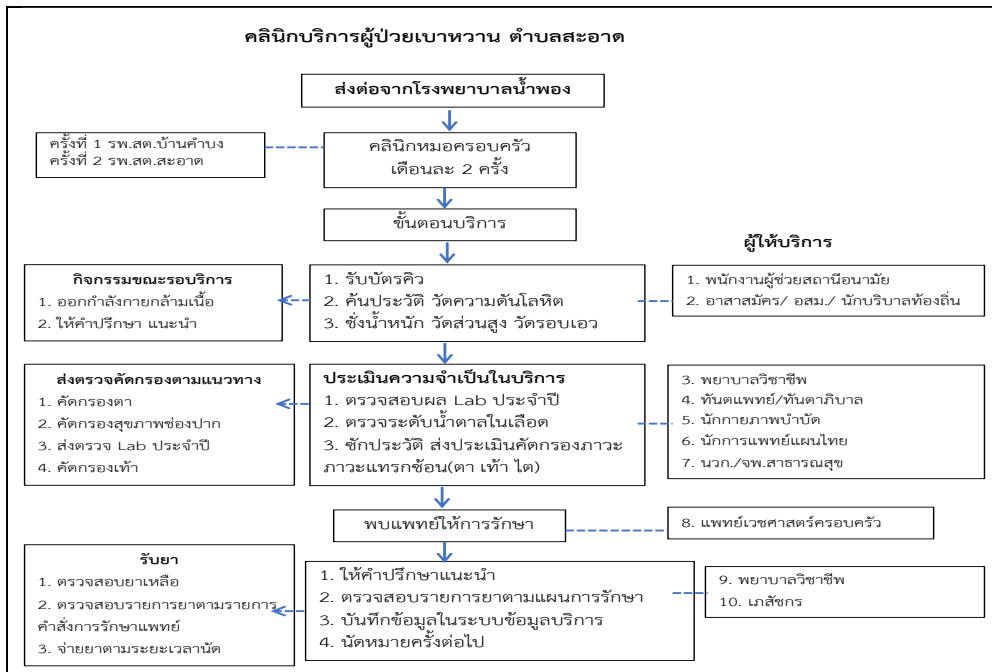 คลินิกบริการผู้ป่วยเบาหวาน ตำบลสะอาด
ส่งต่อจากโรงพยาบาลน้ำพอง
ครั้งที่ 1 รพ.สต.บ้านคำบง
ครั้งที่ 2 รพ.สต.สะอาด
คลินิกหมอครอบครัว
เดือนละ 2 ครั้ง
ขั้นตอนบริการ
ผู้ให้บริการ
กิจกรรมขณะรอบริการ
1. ออกกำลังกายกล้ามเนื้อ
2. ให้คำปรึกษา แนะนำ
1. รับบัตรคิว
2. ค้นประวัติ วัดความดันโลหิต
3. ชั่งน้ำหนัก วัดส่วนสูง วัดรอบเอว
1. พนักงานผู้ช่วยสถานีอนามัย
2. อาสาสมัคร/ อสม./ นักบริบาลท้องถิ่น
ส่งตรวจคัดกรองตามแนวทาง
1. คัดกรองตา
2. คัดกรองสุขภาพช่องปาก
3. ส่งตรวจ Lab ประจำปี
4. คัดกรองเท้า
ประเมินความจำเป็นในบริการ
1. ตรวจสอบผล Lab ประจำปี
2. ตรวจระดับน้ำตาลในเลือด
3. ซักประวัติ ส่งประเมินคัดกรองภาวะ
ภาวะแทรกซ้อน(ตา เท้า ไต)
3. พยาบาลวิชาชีพ
4. ทันตแพทย์/ทันตาภิบาล
5. นักกายภาพบำบัด
6. นักการแพทย์แผนไทย
7. นวก./จพ.สาธารณสุข
พบแพทย์ให้การรักษา
8. แพทย์เวชศาสตร์ครอบครัว
รับยา
1. ตรวจสอบยาเหลือ
2. ตรวจสอบรายการยาตามรายการ
คำสั่งการรักษาแพทย์
3. จ่ายยาตามระยะเวลานัด
1. ให้คำปรึกษาแนะนำ
2. ตรวจสอบรายการยาตามแผนการรักษา
3. บันทึกข้อมูลในระบบข้อมูลบริการ
4. นัดหมายครั้งต่อไป
9. พยาบาลวิชาชีพ
10. เภสัชกร